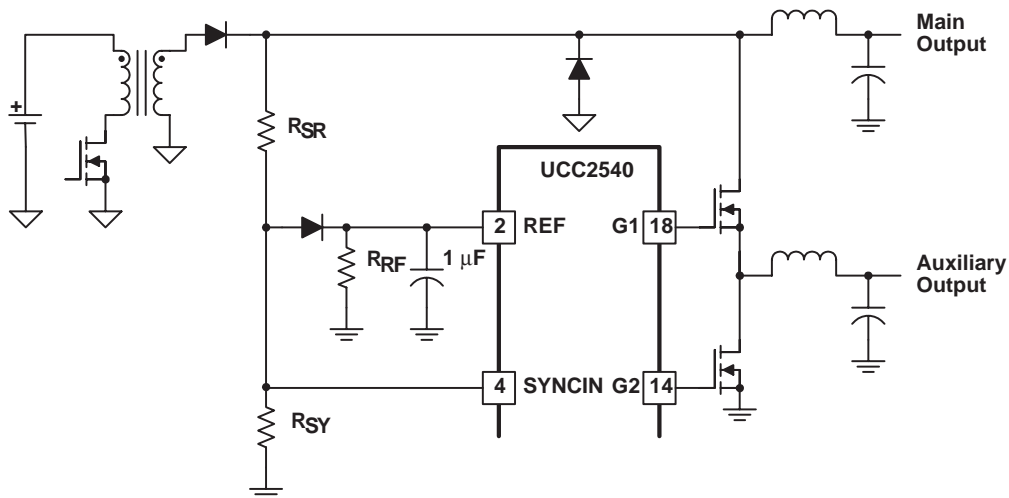 Main
Output
+
RSR
UCC2540
2 REF G1 18
RRF 1 μF
Auxiliary
Output
4 SYNCIN G2 14
RSY